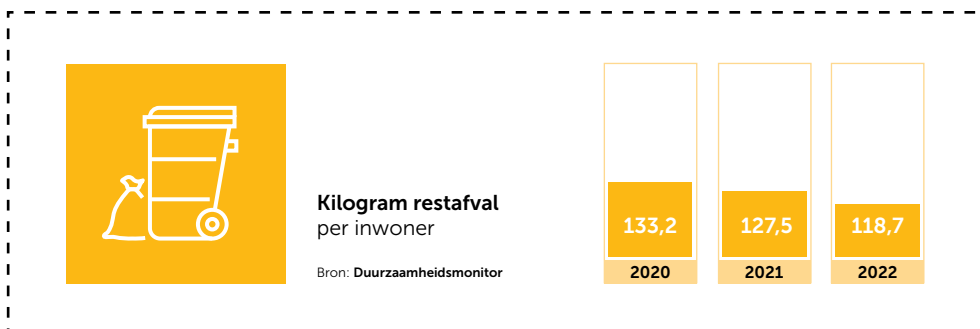 Kilogram restafval
per inwoner
Bron: Duurzaamheidsmonitor
133,2
127,5
118,7
2020
2021
2022